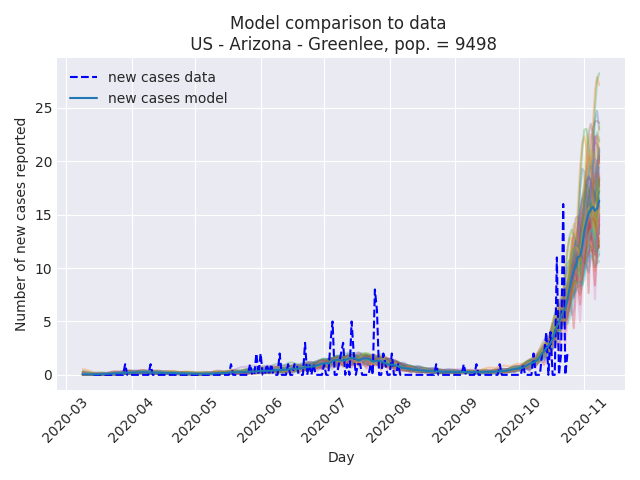 Model comparison to data
US - Arizona - Greenlee, pop. = 9498
new cases data
new cases model
Number of new cases reported
25
20
15
10
5
0
2020-03
2020-04
2020-05
2020-06
2020-07
2020-08
2020-09
2020-10
2020-11
Day